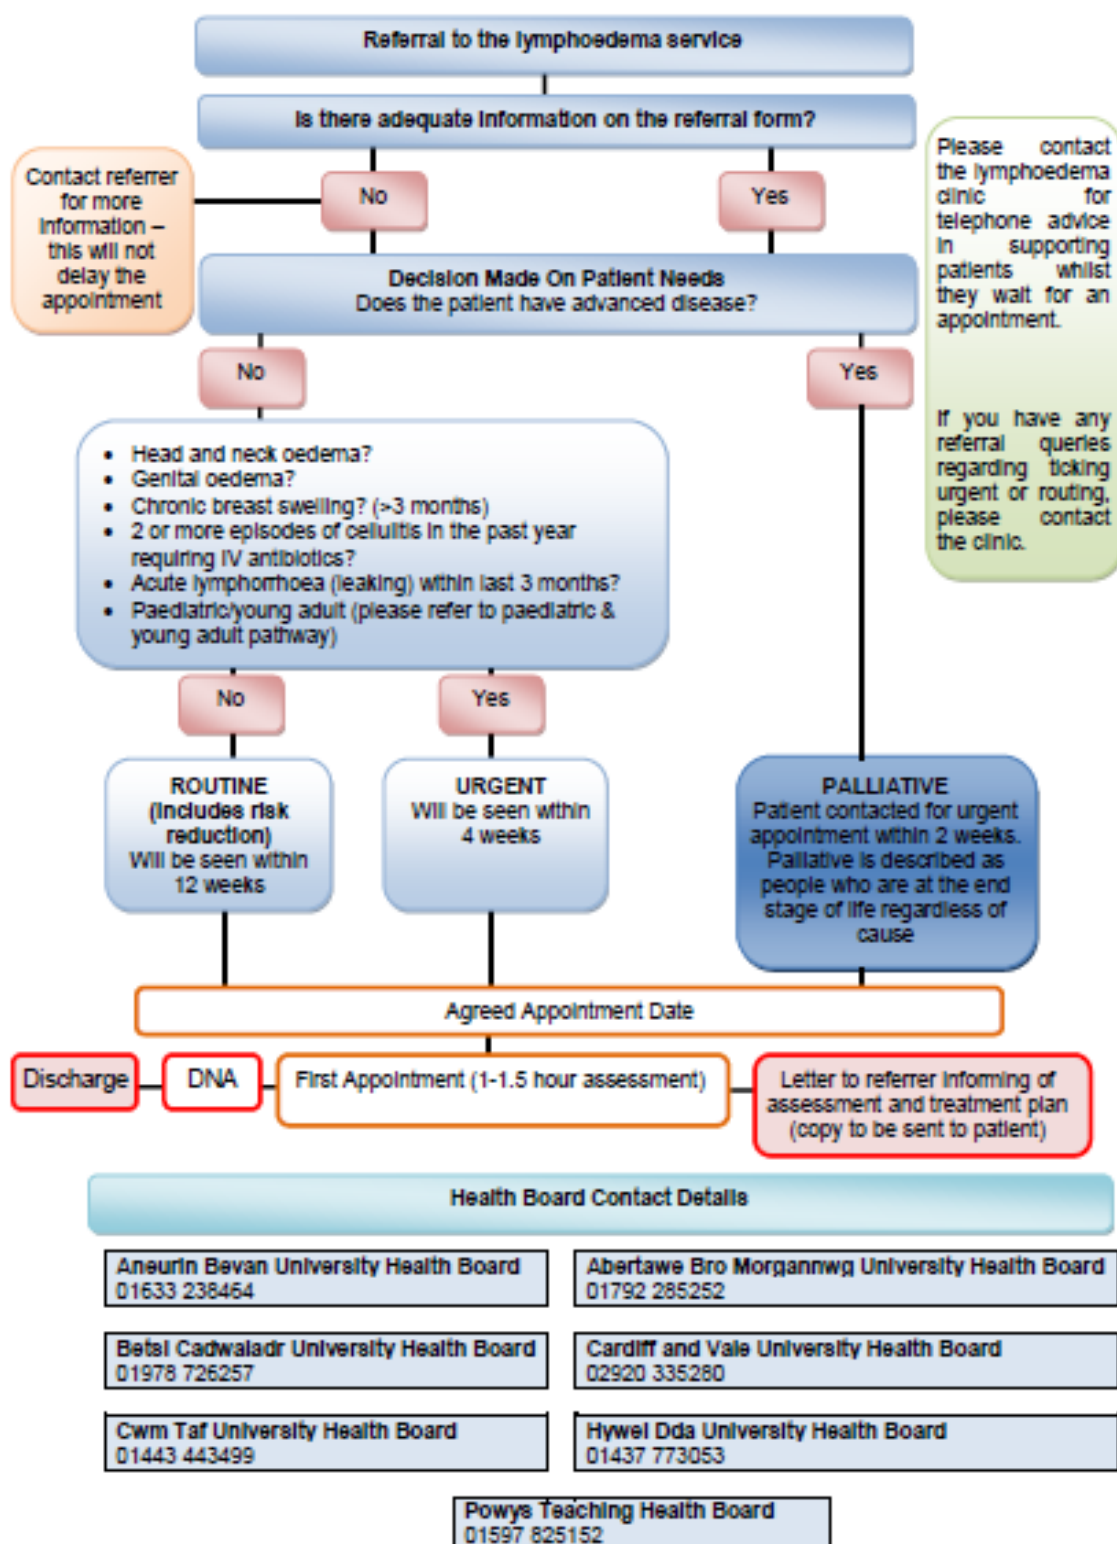 Referral to the lymphoedema service
Is there adequate information on the referral form?
Contact referrer
for more
information –
this will not
delay the
appointment
No
Yes
Please contact
the lymphoedema
clinic for
telephone advice
in supporting
patients whilst
they wait for an
appointment.
If you have any
referral queries
regarding ticking
urgent or routing,
please contact
the clinic.
Decision Made On Patient Needs
Does the patient have advanced disease?
No
Yes
• Head and neck oedema?
• Genital oedema?
• Chronic breast swelling? (>3 months)
• 2 or more episodes of cellulitis in the past year
requiring IV antibiotics?
• Acute lymphorrhoea (leaking) within last 3 months?
• Paediatric/young adult (please refer to paediatric &
young adult pathway)
No
Yes
ROUTINE
(includes risk
reduction)
Will be seen within
12 weeks
URGENT
Will be seen within
4 weeks
PALLIATIVE
Patient contacted for urgent
appointment within 2 weeks.
Palliative is described as
people who are at the end
stage of life regardless of
cause
Agreed Appointment Date
Discharge
DNA
First Appointment (1-1.5 hour assessment)
Letter to referrer informing of
assessment and treatment plan
(copy to be sent to patient)
Health Board Contact Details
Aneurin Bevan University Health Board
01633 238464
Abertawe Bro Morgannwg University Health Board
01792 285252
Betsi Cadwaladr University Health Board
01978 726257
Cardiff and Vale University Health Board
02920 335280
Cwm Taf University Health Board
01443 443499
Hywel Dda University Health Board
01437 773053
Powys Teaching Health Board
01597 825152